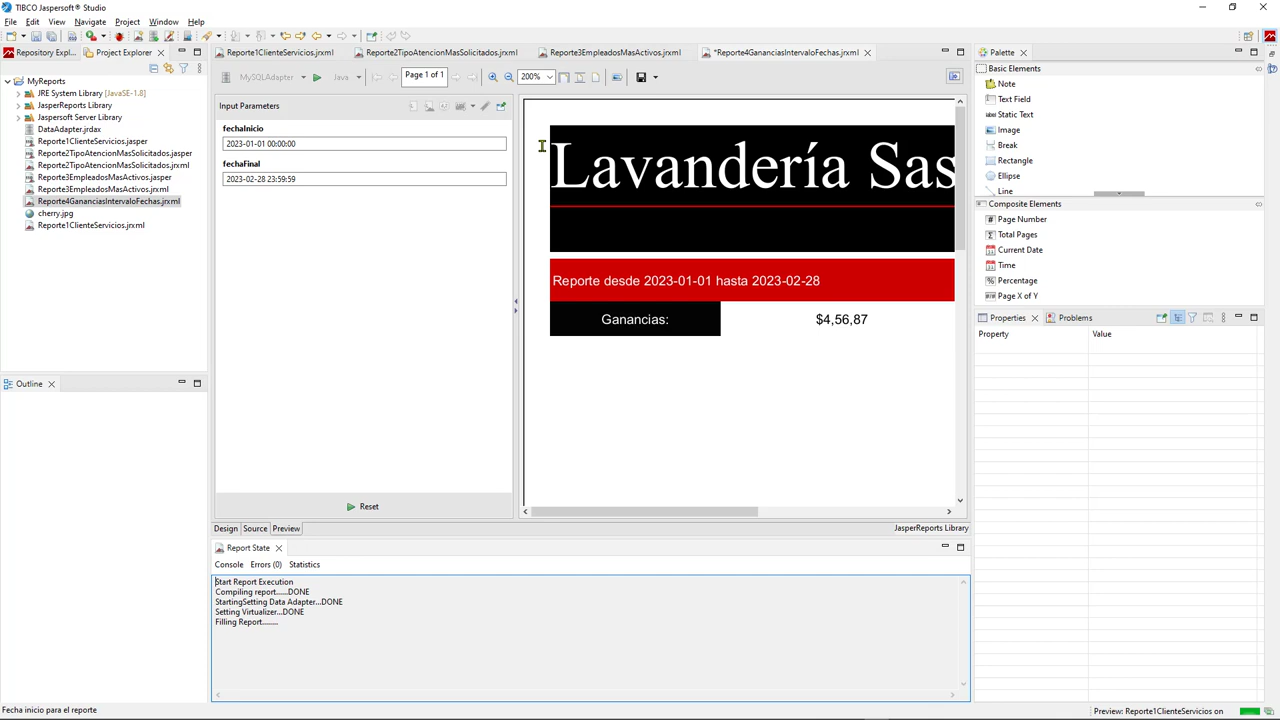 TIBCO Jaspersoft® Studio
File Edit View Navigate Project Window Help
Repository Expl... Project Explorer
MyReports
JRE System Library [JavaSE-1.8]
JasperReports Library
Jaspersoft Server Library
DataAdapter.jrdax
Reporte1ClienteServicios.jasper
Reporte2TipoAtencionMasSolicitados.jasper
Reporte2TipoAtencionMasSolicitados.jrxml
Reporte3EmpleadosMasActivos.jasper
Reporte3EmpleadosMasActivos.jrxml
Reporte4GananciasIntervaloFechas.jrxml
cherry.jpg
Reporte1ClienteServicios.jrxml
Outline
Reporte1ClienteServicios.jrxml Reporte2TipoAtencionMasSolicitados.jrxml Reporte3EmpleadosMasActivos.jrxml *Reporte4GananciasIntervaloFechas.jrxml
MySQLAdapter Java Page 1 of 1 200%
Input Parameters
fechaInicio
2023-01-01 00:00:00
fechaFinal
2023-02-28 23:59:59
Reset
Lavandería Sas
Reporte desde 2023-01-01 hasta 2023-02-28
Ganancias: $4,56,87
Design Source Preview JasperReports Library
Report State
Console Errors (0) Statistics
Start Report Execution
Compiling report......DONE
StartingSetting Data Adapter...DONE
Setting Virtualizer...DONE
Filling Report........
Palette
Basic Elements
Note
Text Field
Static Text
Image
Break
Rectangle
Ellipse
Line
Composite Elements
Page Number
Total Pages
Current Date
Time
Percentage
Page X of Y
Properties Problems
Property Value
Fecha inicio para el reporte Preview: Reporte1ClienteServicios on